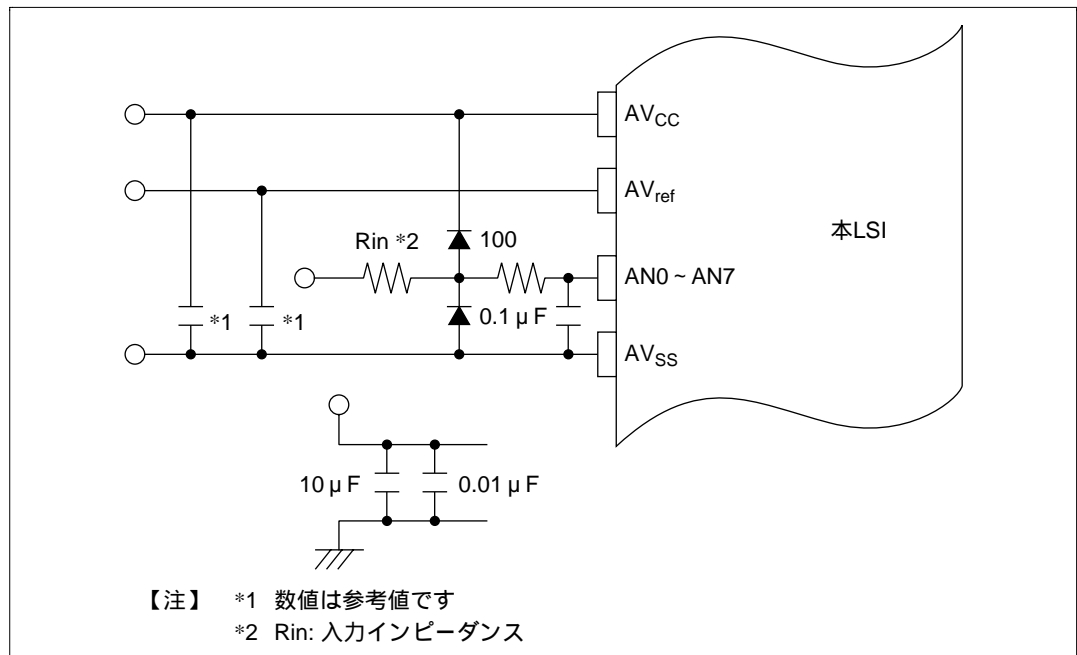 AVCC
AVref
本LSI
Rin *2
100
AN0 ~ AN7
*1
*1
0.1 μ F
AVSS
10 μ F
0.01 μ F
【注】 *1 数値は参考値です
*2 Rin: 入力インピーダンス